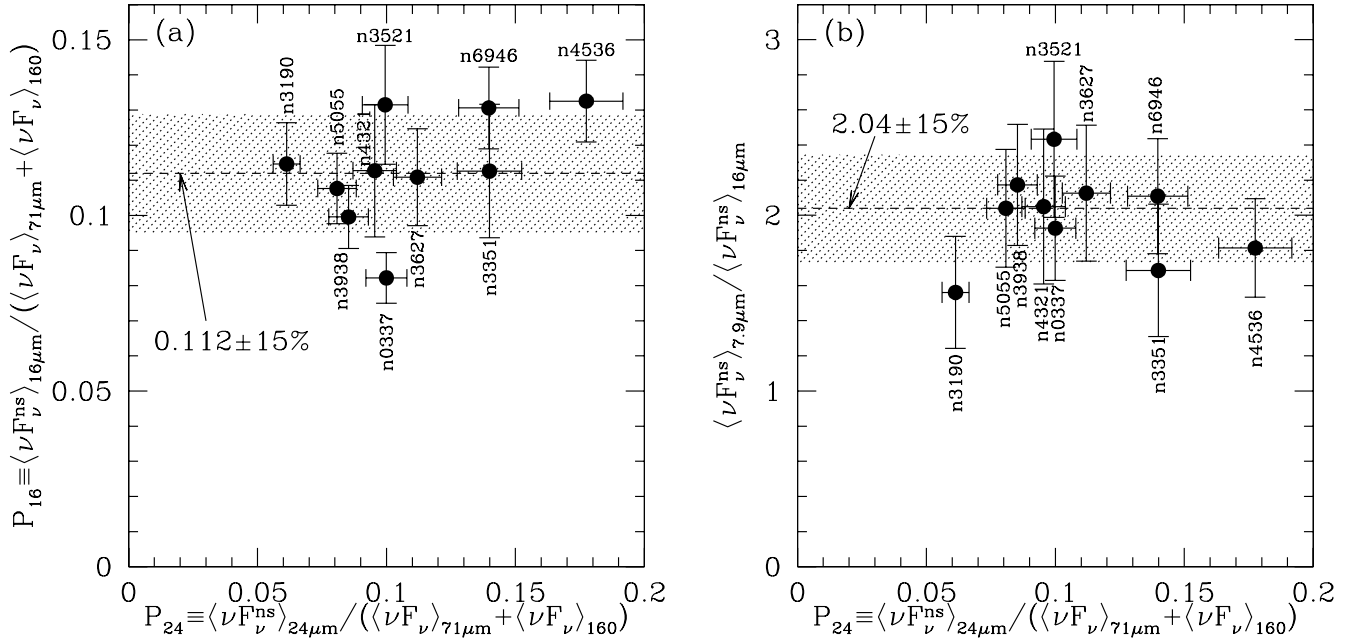 (a)
n3190
n5055
n4321
n3521
n6946
n4536
n3938
n0337
n3627
n3351
0.112±15%
0.15
0.1
0.05
0
0
0.05
0.1
0.15
0.2
P₁₆≡⟨νFνⁿˢ⟩₁₆μm/(⟨νFν⟩₇₁μm+⟨νFν⟩₁₆₀)
P₂₄≡⟨νFνⁿˢ⟩₂₄μm/(⟨νFν⟩₇₁μm+⟨νFν⟩₁₆₀)
(b)
n3521
n3627
n6946
2.04±15%
n3190
n5055
n3938
n4321
n0337
n3351
n4536
3
2
1
0
0
0.05
0.1
0.15
0.2
⟨νFνⁿˢ⟩₇.₉μm/⟨νFνⁿˢ⟩₁₆μm
P₂₄≡⟨νFνⁿˢ⟩₂₄μm/(⟨νFν⟩₇₁μm+⟨νFν⟩₁₆₀)